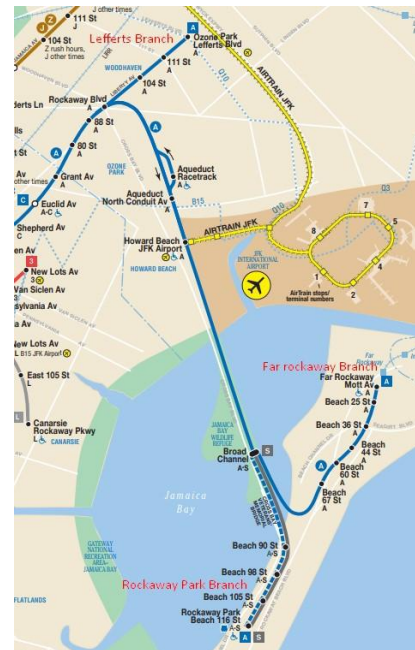 J
Z
111 St
J
104 St
Z rush hours,
J other times
Lefferts Branch
A
Ozone Park
Lefferts Blvd
A
WOODHAVEN
LIBERTY AV
111 St
A
104 St
A
Q10
AIRTRAIN JFK
Rockaway Blvd
A
88 St
A
A
80 St
A
Grant Av
A
OZONE
PARK
A
Aqueduct
Racetrack
A
Aqueduct
North Conduit Av
A
B15
C
Euclid Av
A-C
Shepherd Av
Q10
Q3
AIRTRAIN JFK
Howard Beach
JFK Airport
A
HOWARD BEACH
JFK
INTERNATIONAL
AIRPORT
7
5
8
4
1
2
AirTrain stops/
terminal numbers
3
New Lots Av
3
Van Siclen Av
New Lots Av
L B15 JFK Airport
East 105 St
L
L
Canarsie
Rockaway Pkwy
L
CANARSIE
Far rockaway Branch
Far
Rockaway
Far Rockaway
Mott Av
A
A
Beach 25 St
A
Beach 36 St
A
Beach
44 St
A
Beach
60 St
A
Beach
67 St
A
A
JAMAICA
BAY
WILDLIFE
REFUGE
Broad
Channel
A-S
S
Jamaica
Bay
GATEWAY
NATIONAL
RECREATION
AREA–
JAMAICA BAY
Beach 90 St
A-S
Beach 98 St
A-S
Rockaway Park Branch
Beach 105 St
A-S
Rockaway Park
Beach 116 St
A-S
A
S
FLATLANDS